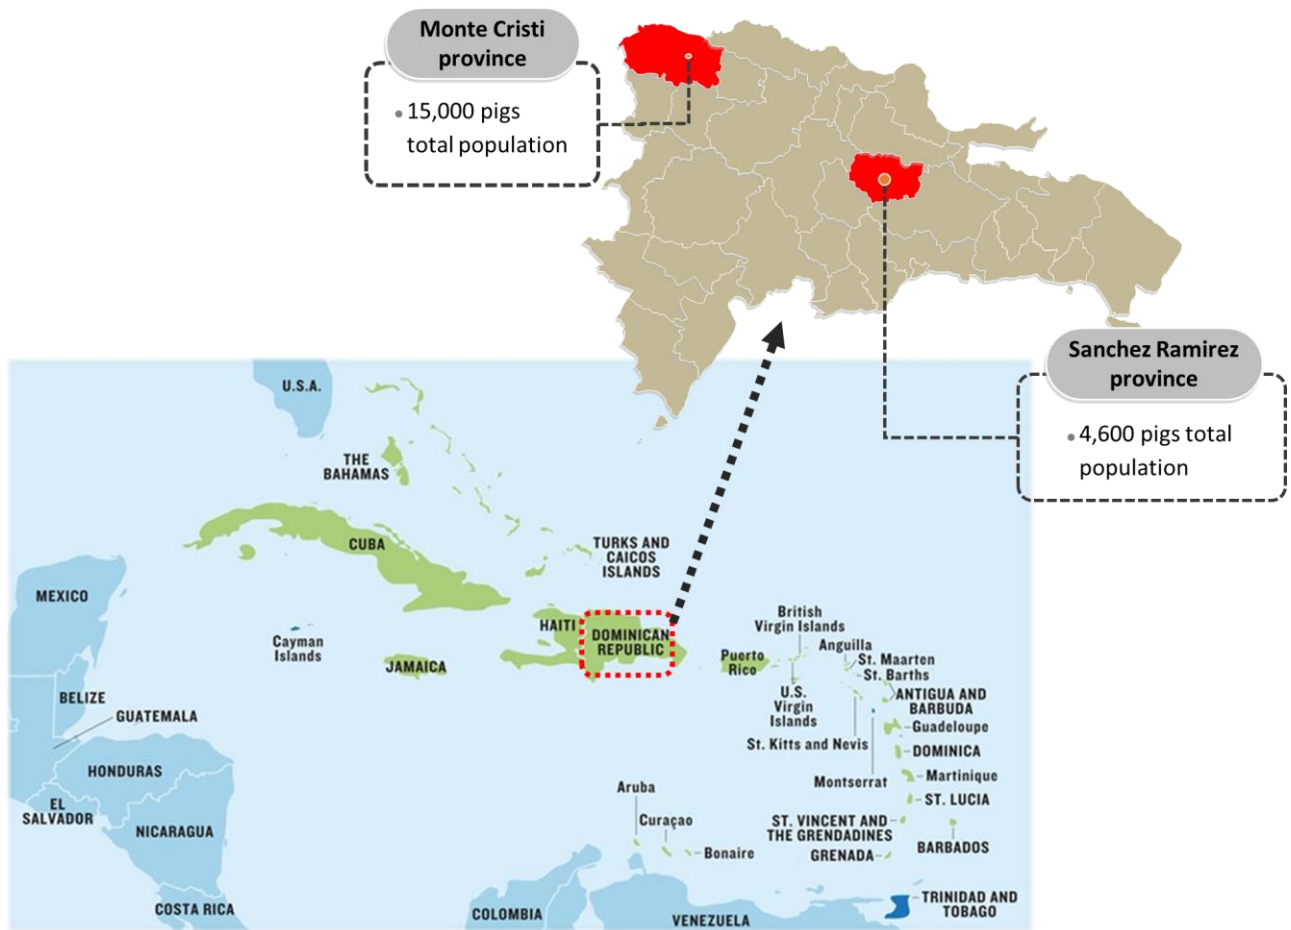 Monte Cristi
province
• 15,000 pigs
total population
Sanchez Ramirez
province
• 4,600 pigs total
population
U.S.A.
THE
BAHAMAS
CUBA
TURKS AND
CAICOS
ISLANDS
MEXICO
Cayman
Islands
JAMAICA
HAITI
DOMINICAN
REPUBLIC
Puerto
Rico
British
Virgin Islands
U.S.
Virgin
Islands
Anguilla
St. Maarten
St. Barths
ANTIGUA AND
BARBUDA
Guadeloupe
St. Kitts and Nevis
DOMINICA
Montserrat
Martinique
ST. LUCIA
ST. VINCENT AND
THE GRENDADINES
BARBADOS
GRENADA
BELIZE
GUATEMALA
HONDURAS
EL
SALVADOR
NICARAGUA
COSTA RICA
Aruba
Curaçao
Bonaire
TRINIDAD AND
TOBAGO
COLOMBIA
VENEZUELA